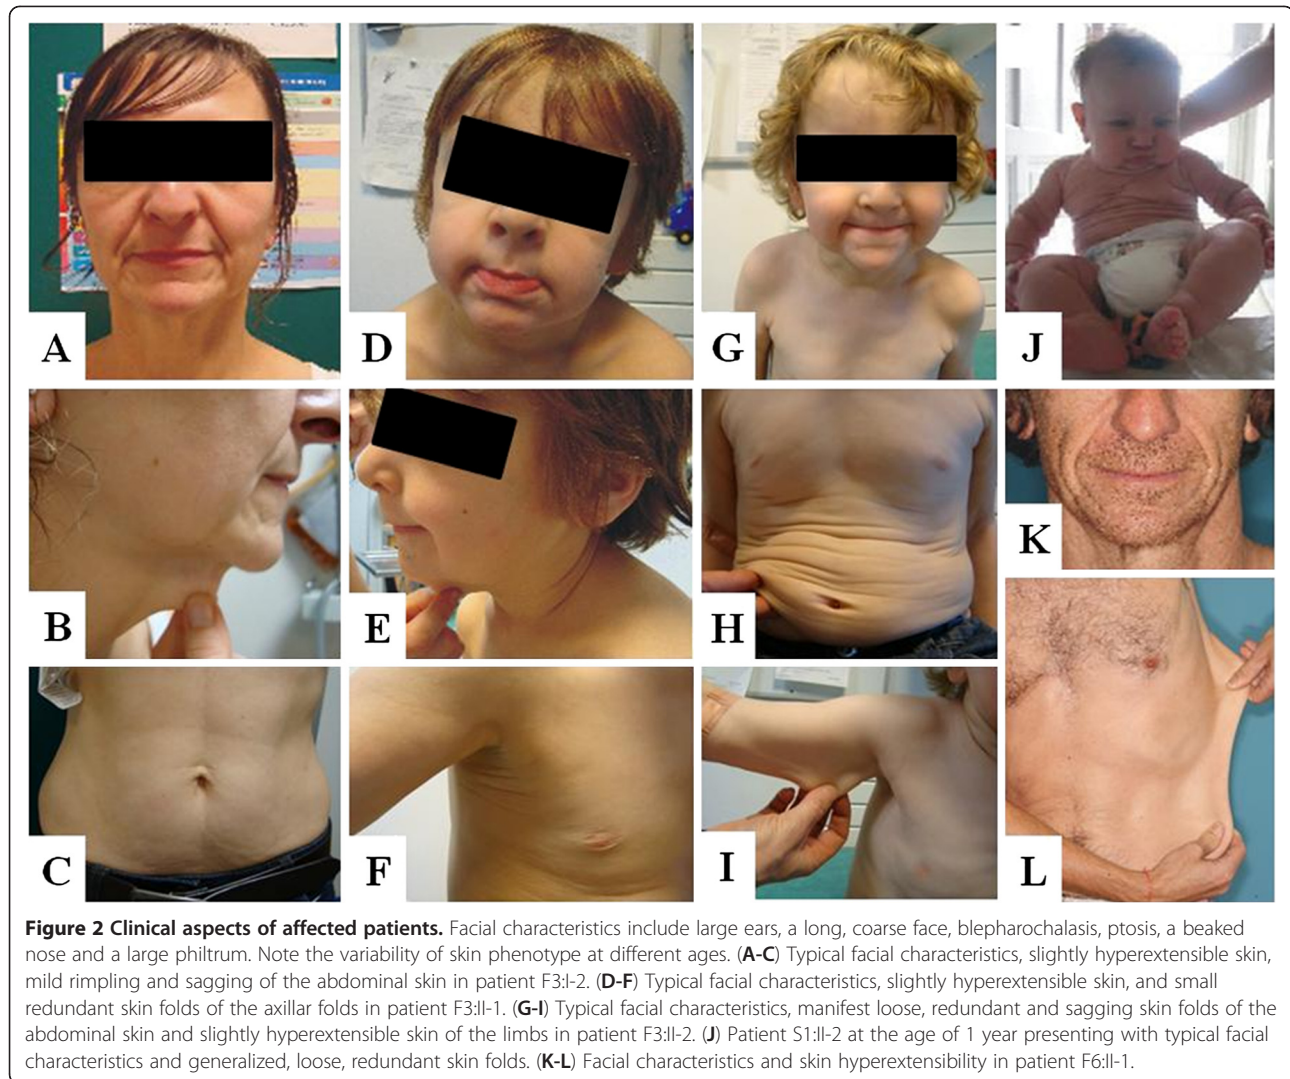 A
D
G
J
B
E
H
K
C
F
I
L
Figure 2 Clinical aspects of affected patients. Facial characteristics include large ears, a long, coarse face, blepharochalasis, ptosis, a beaked
nose and a large philtrum. Note the variability of skin phenotype at different ages. (A-C) Typical facial characteristics, slightly hyperextensible skin,
mild rimpling and sagging of the abdominal skin in patient F3:I-2. (D-F) Typical facial characteristics, slightly hyperextensible skin, and small
redundant skin folds of the axillar folds in patient F3:II-1. (G-I) Typical facial characteristics, manifest loose, redundant and sagging skin folds of the
abdominal skin and slightly hyperextensible skin of the limbs in patient F3:II-2. (J) Patient S1:II-2 at the age of 1 year presenting with typical facial
characteristics and generalized, loose, redundant skin folds. (K-L) Facial characteristics and skin hyperextensibility in patient F6:II-1.